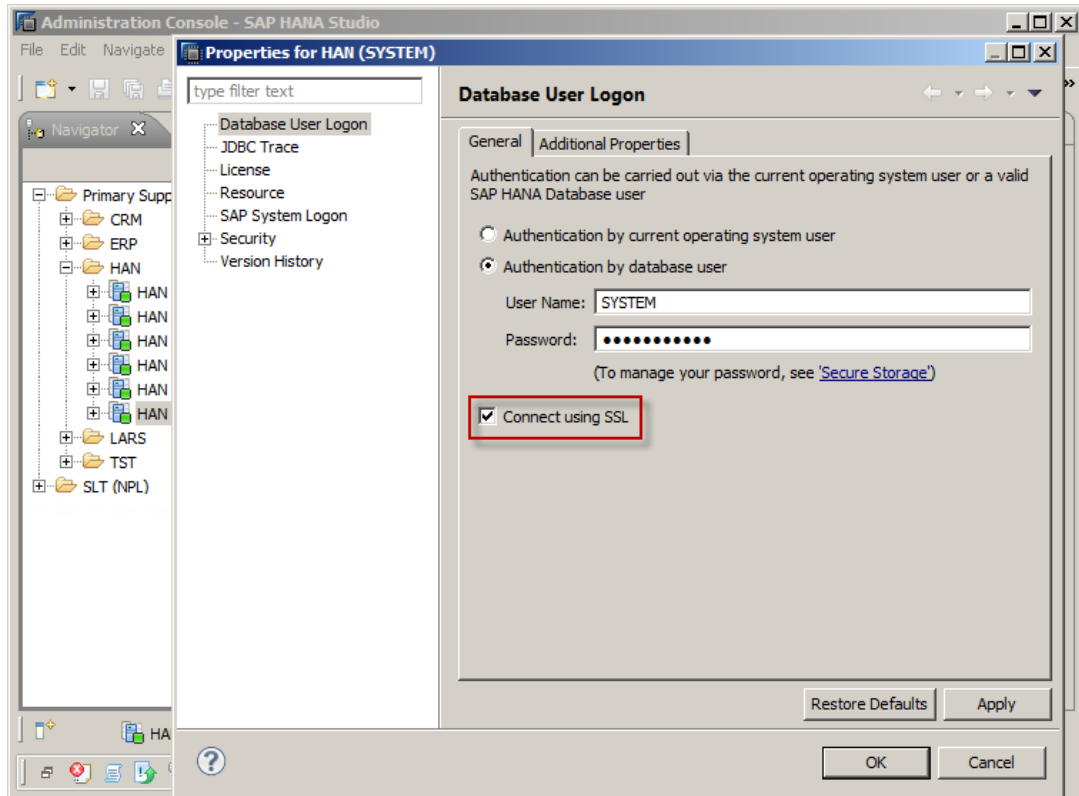 Administration Console - SAP HANA Studio
File Edit Navigate
Properties for HAN (SYSTEM)
type filter text
Database User Logon
JDBC Trace
License
Resource
SAP System Logon
Security
Version History
Navigator
Primary Supp
CRM
ERP
HAN
HAN
HAN
HAN
HAN
HAN
HAN
LARS
TST
SLT (NPL)
HA
Database User Logon
General Additional Properties
Authentication can be carried out via the current operating system user or a valid
SAP HANA Database user
Authentication by current operating system user
Authentication by database user
User Name: SYSTEM
Password: ●●●●●●●●●●●
(To manage your password, see 'Secure Storage')
Connect using SSL
Restore Defaults Apply
OK Cancel